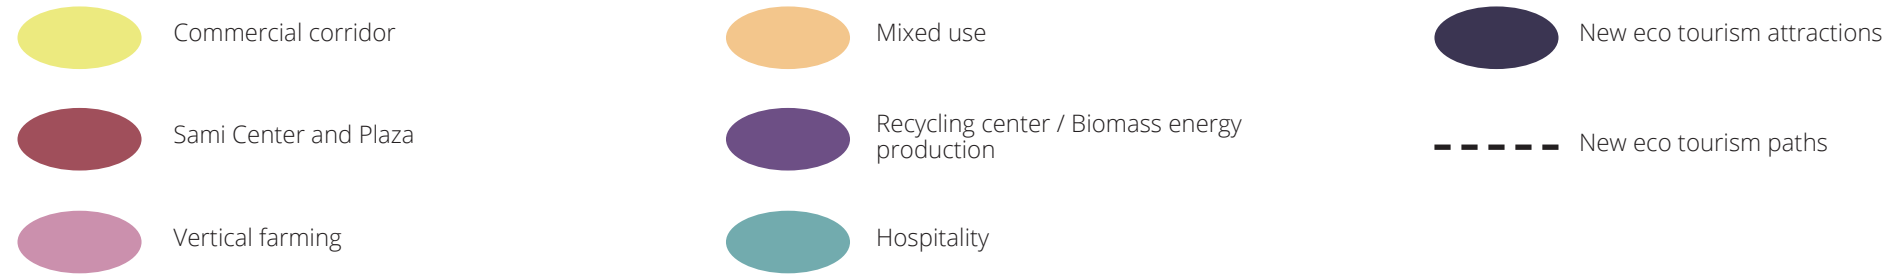 Commercial corridor
Sami Center and Plaza
Vertical farming
Mixed use
Recycling center / Biomass energy
production
Hospitality
New eco tourism attractions
New eco tourism paths